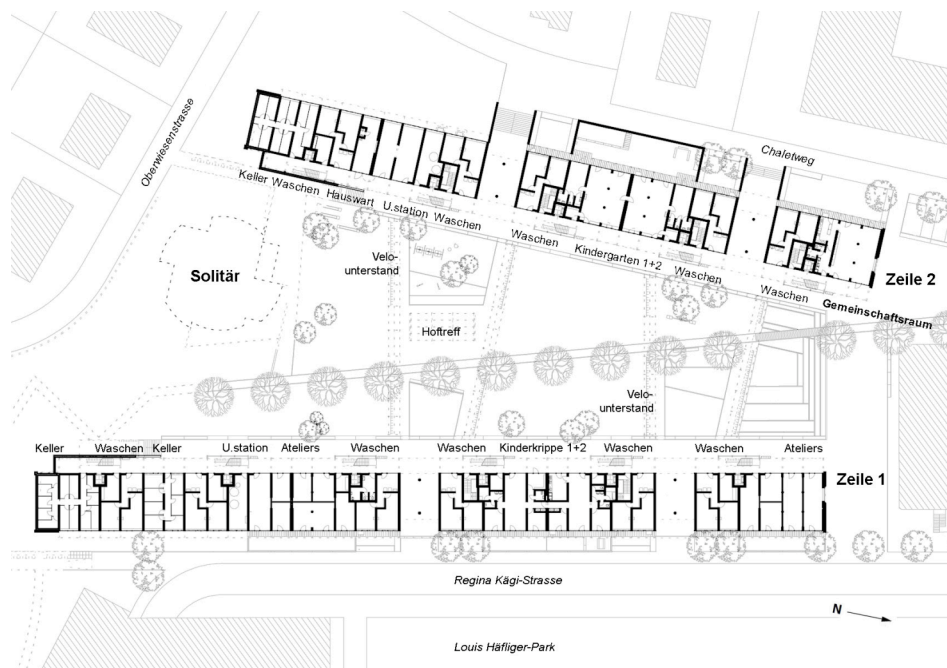 Oberwiesenstrasse
Chaletweg
Keller Waschen Hauswart U.station Waschen Waschen Kindergarten 1+2 Waschen Waschen Gemeinschaftsraum
Zeile 2
Solitär
Velo-
unterstand
Hoftreff
Velo-
unterstand
Keller Waschen Keller U.station Ateliers Waschen Waschen Kinderkrippe 1+2 Waschen Waschen Ateliers
Zeile 1
Regina Kägi-Strasse
N
Louis Häfliger-Park